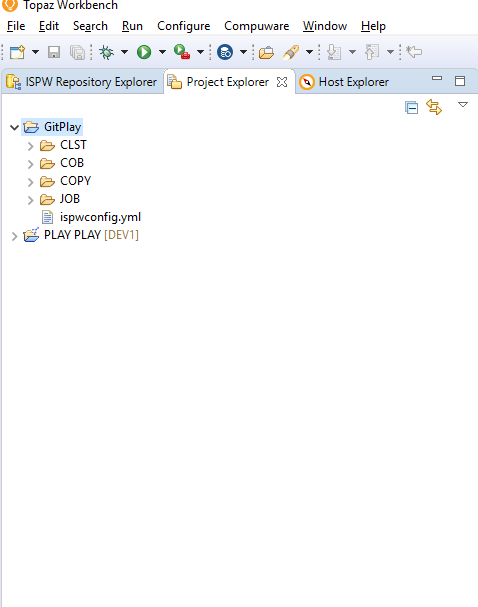 Topaz Workbench
File Edit Search Run Configure Compuware Window Help
ISPW Repository Explorer Project Explorer Host Explorer
GitPlay
CLST
COB
COPY
JOB
ispwconfig.yml
PLAY PLAY [DEV1]